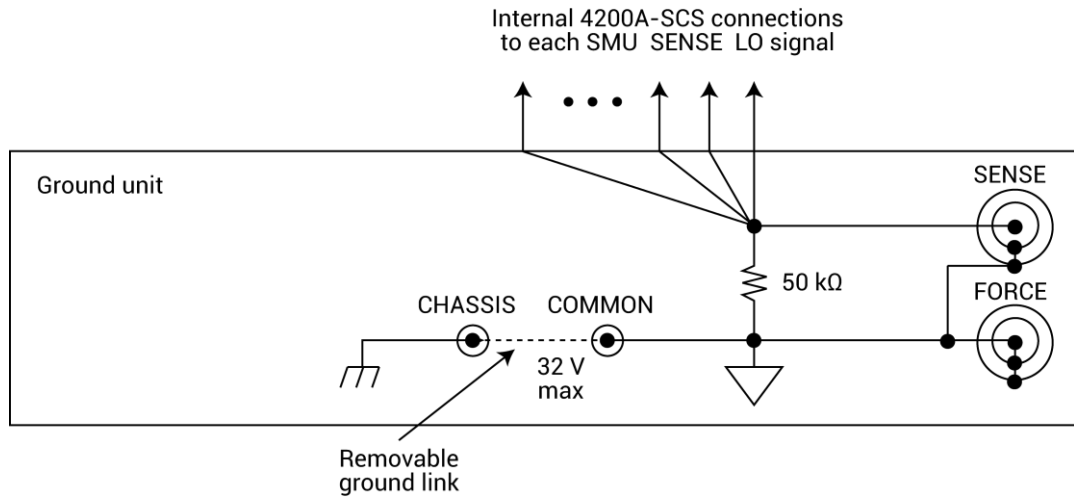 Internal 4200A-SCS connections
to each SMU SENSE LO signal
Ground unit
SENSE
50 kΩ
FORCE
CHASSIS
COMMON
32 V
max
Removable
ground link